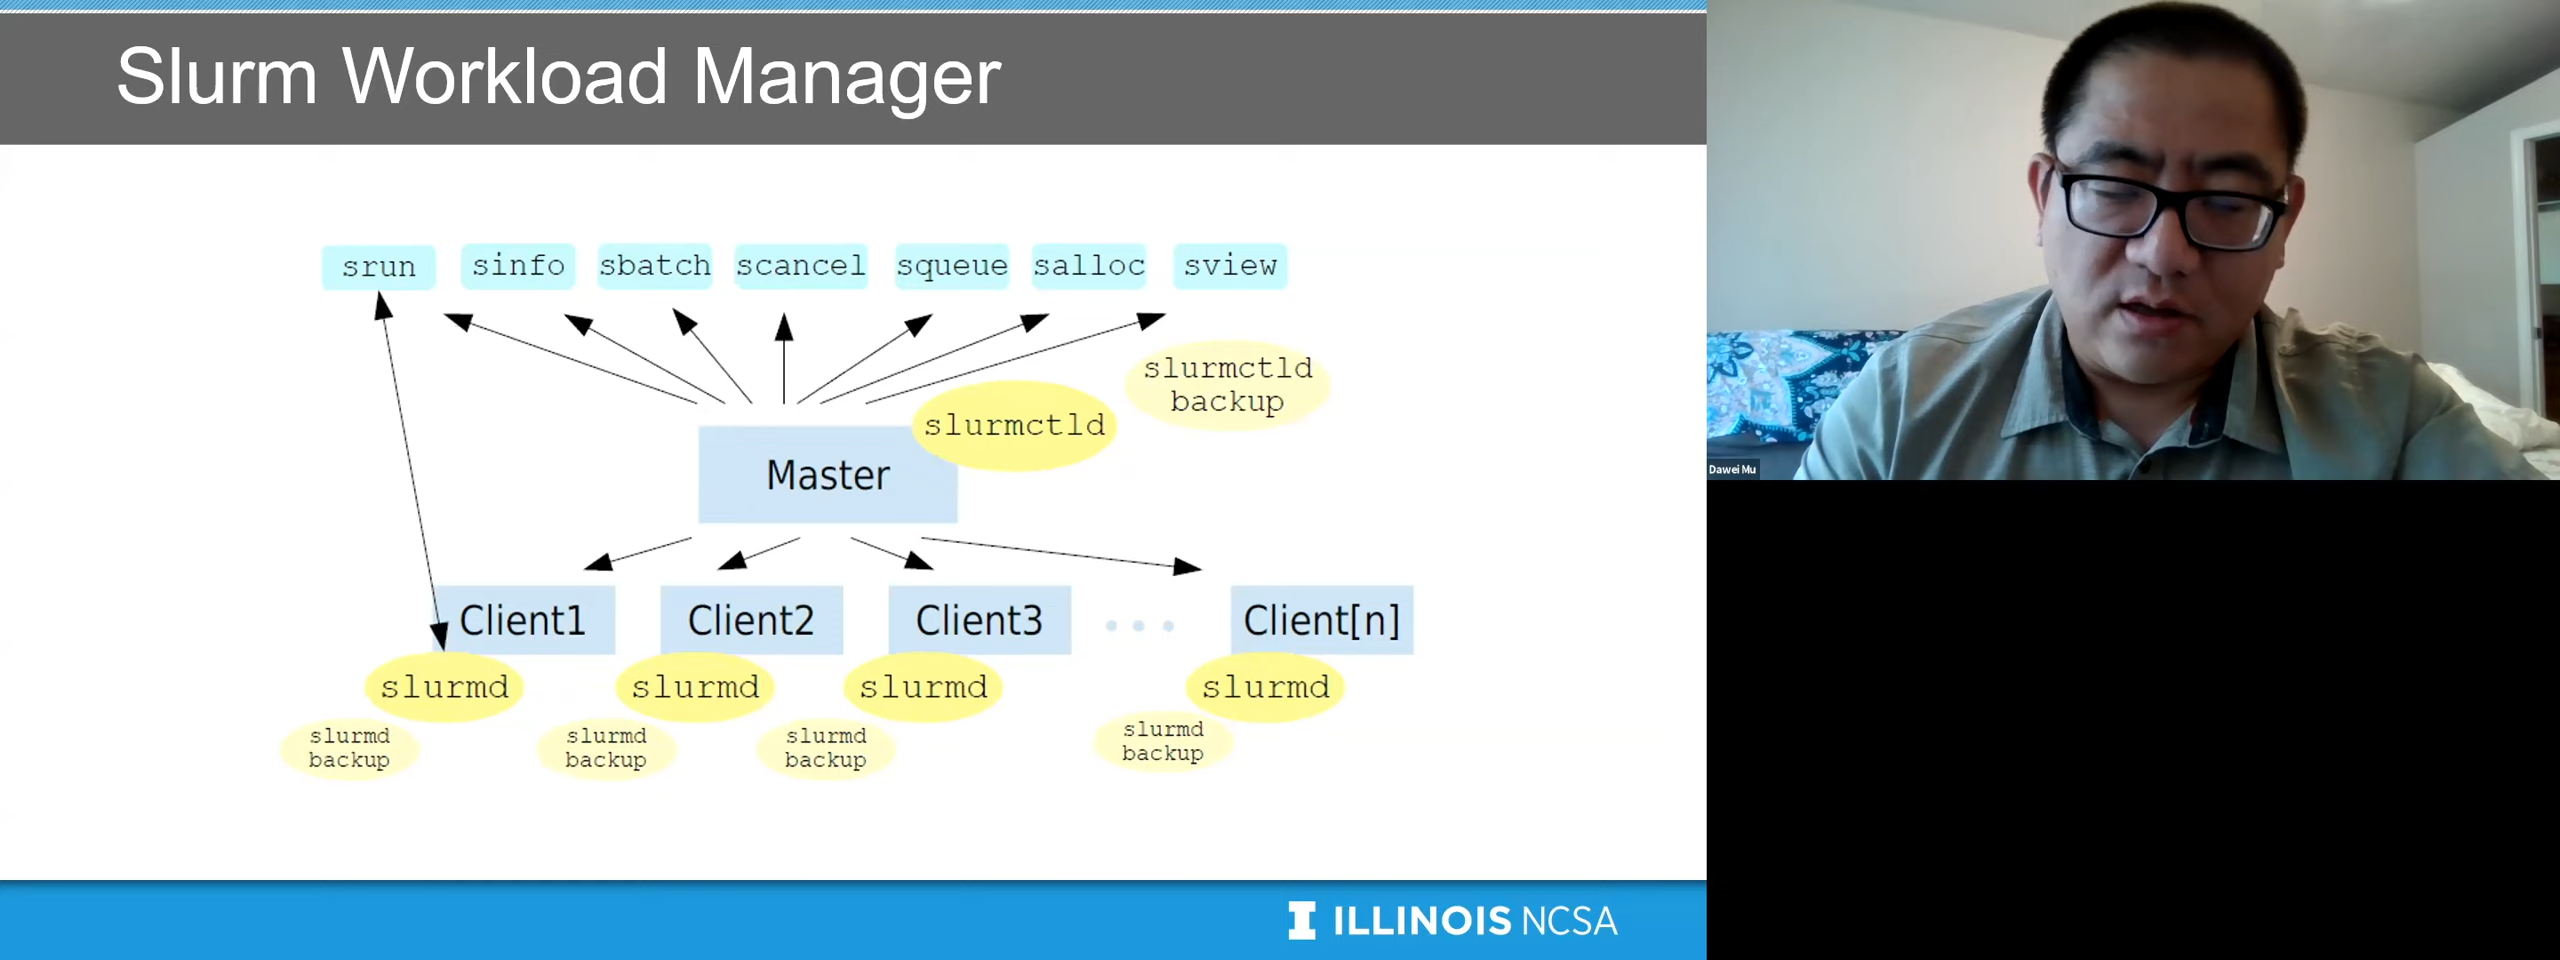 Slurm Workload Manager
srun sinfo sbatch scancel squeue salloc sview
slurmctld
backup
slurmctld
Master
Client1 Client2 Client3 Client[n]
slurmd slurmd slurmd slurmd
slurmd
backup
slurmd
backup
slurmd
backup
slurmd
backup
I ILLINOIS NCSA
Dawei Mu